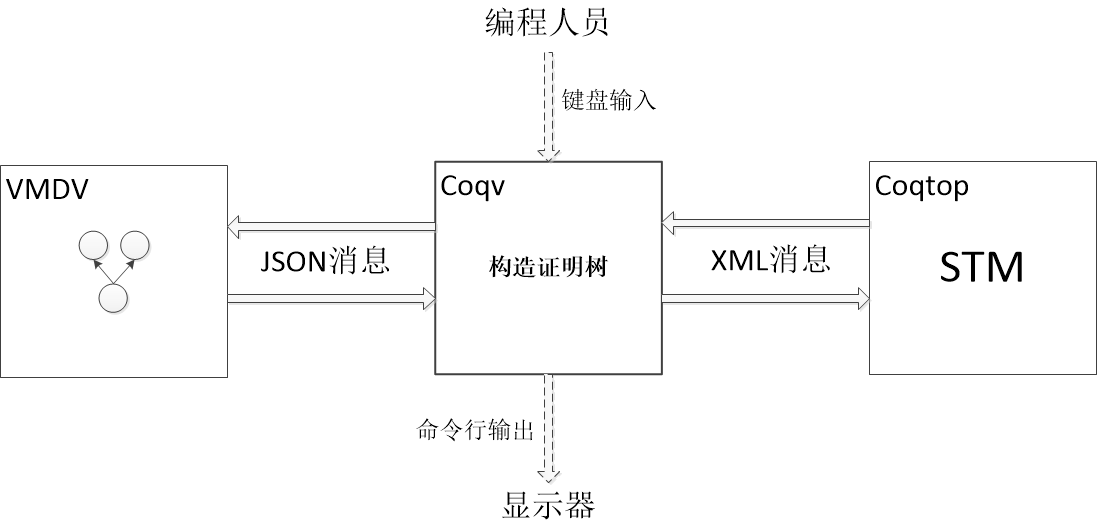 编程人员
键盘输入
VMDV
Coqv
Coqtop
JSON消息
构造证明树
XML消息
STM
命令行输出
显示器